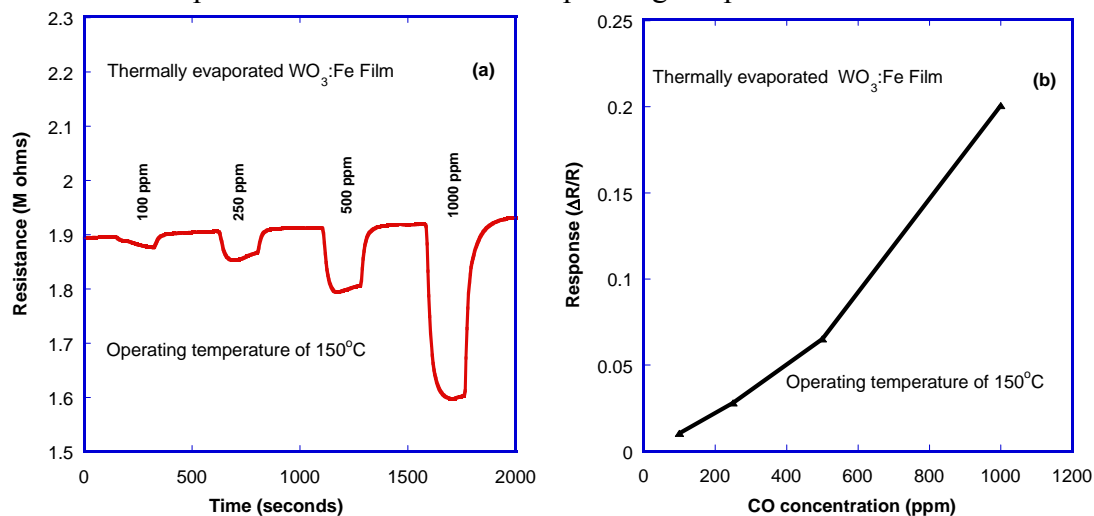 2.3
2.2
2.1
2
1.9
1.8
1.7
1.6
1.5
Resistance (M ohms)
Thermally evaporated WO3:Fe Film
(a)
100 ppm
250 ppm
500 ppm
1000 ppm
Operating temperature of 150oC
0
500
1000
1500
2000
Time (seconds)
0.25
0.2
0.15
0.1
0.05
0
Response (ΔR/R)
Thermally evaporated WO3:Fe Film
(b)
Operating temperature of 150oC
0
200
400
600
800
1000
1200
CO concentration (ppm)